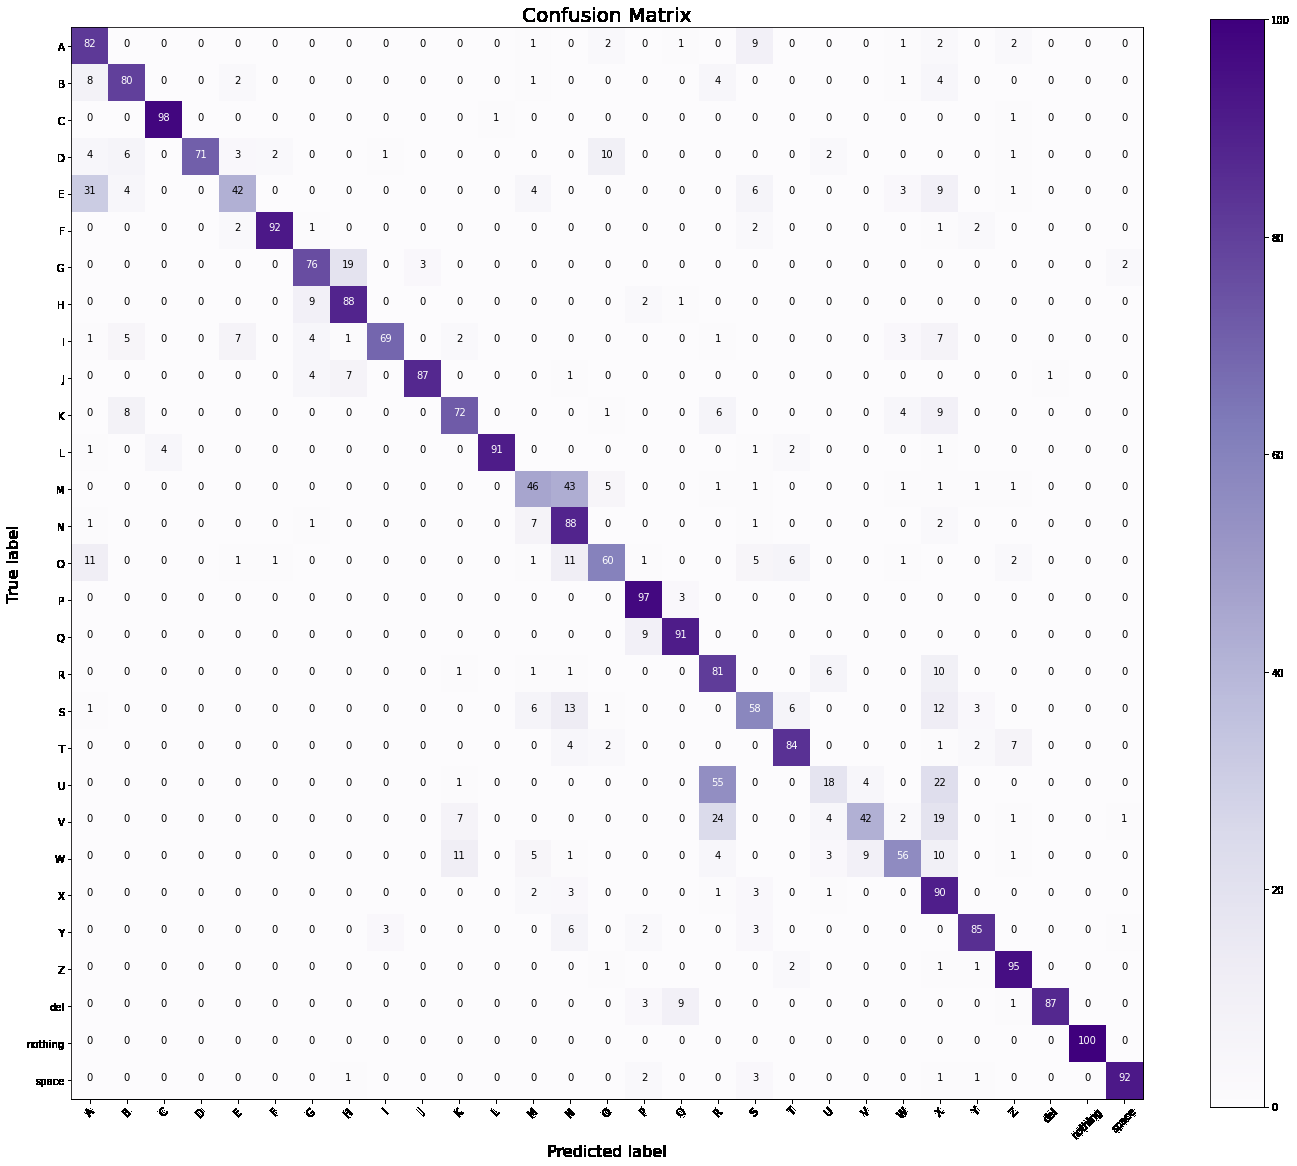 Confusion Matrix
A 82 0 0 0 0 0 0 0 0 0 0 0 1 0 2 0 1 0 9 0 0 0 1 2 0 2 0 0 0
B 8 80 0 0 2 0 0 0 0 0 0 0 1 0 0 0 0 4 0 0 0 0 1 4 0 0 0 0 0
C 0 0 98 0 0 0 0 0 0 0 0 1 0 0 0 0 0 0 0 0 0 0 0 0 0 1 0 0 0
D 4 6 0 71 3 2 0 0 1 0 0 0 0 0 10 0 0 0 0 0 2 0 0 0 0 1 0 0 0
E 31 4 0 0 42 0 0 0 0 0 0 0 4 0 0 0 0 0 6 0 0 0 3 9 0 1 0 0 0
F 0 0 0 0 2 92 1 0 0 0 0 0 0 0 0 0 0 0 2 0 0 0 0 1 2 0 0 0 0
G 0 0 0 0 0 0 76 19 0 3 0 0 0 0 0 0 0 0 0 0 0 0 0 0 0 0 0 0 2
H 0 0 0 0 0 0 9 88 0 0 0 0 0 0 0 2 1 0 0 0 0 0 0 0 0 0 0 0 0
I 1 5 0 0 7 0 4 1 69 0 2 0 0 0 0 0 0 1 0 0 0 0 3 7 0 0 0 0 0
J 0 0 0 0 0 0 4 7 0 87 0 0 0 1 0 0 0 0 0 0 0 0 0 0 0 0 1 0 0
K 0 8 0 0 0 0 0 0 0 0 72 0 0 0 1 0 0 6 0 0 0 0 4 9 0 0 0 0 0
L 1 0 4 0 0 0 0 0 0 0 0 91 0 0 0 0 0 0 1 2 0 0 0 1 0 0 0 0 0
M 0 0 0 0 0 0 0 0 0 0 0 0 46 43 5 0 0 1 1 0 0 0 1 1 1 1 0 0 0
N 1 0 0 0 0 0 1 0 0 0 0 0 7 88 0 0 0 0 1 0 0 0 0 2 0 0 0 0 0
O 11 0 0 0 1 1 0 0 0 0 0 0 1 11 60 1 0 0 5 6 0 0 1 0 0 2 0 0 0
P 0 0 0 0 0 0 0 0 0 0 0 0 0 0 0 97 3 0 0 0 0 0 0 0 0 0 0 0 0
Q 0 0 0 0 0 0 0 0 0 0 0 0 0 0 0 9 91 0 0 0 0 0 0 0 0 0 0 0 0
R 0 0 0 0 0 0 0 0 0 0 1 0 1 1 0 0 0 81 0 0 6 0 0 10 0 0 0 0 0
S 1 0 0 0 0 0 0 0 0 0 0 0 6 13 1 0 0 0 58 6 0 0 0 12 3 0 0 0 0
T 0 0 0 0 0 0 0 0 0 0 0 0 0 4 2 0 0 0 0 84 0 0 0 1 2 7 0 0 0
U 0 0 0 0 0 0 0 0 0 0 1 0 0 0 0 0 0 55 0 0 18 4 0 22 0 0 0 0 0
V 0 0 0 0 0 0 0 0 0 0 7 0 0 0 0 0 0 24 0 0 4 42 2 19 0 1 0 0 1
W 0 0 0 0 0 0 0 0 0 0 11 0 5 1 0 0 0 4 0 0 3 9 56 10 0 1 0 0 0
X 0 0 0 0 0 0 0 0 0 0 0 0 2 3 0 0 0 1 3 0 1 0 0 90 0 0 0 0 0
Y 0 0 0 0 0 0 0 0 3 0 0 0 0 6 0 2 0 0 3 0 0 0 0 0 85 0 0 0 1
Z 0 0 0 0 0 0 0 0 0 0 0 0 0 0 1 0 0 0 0 2 0 0 0 1 1 95 0 0 0
del 0 0 0 0 0 0 0 0 0 0 0 0 0 0 0 3 9 0 0 0 0 0 0 0 0 1 87 0 0
nothing 0 0 0 0 0 0 0 0 0 0 0 0 0 0 0 0 0 0 0 0 0 0 0 0 0 0 0 100 0
space 0 0 0 0 0 0 0 1 0 0 0 0 0 0 0 2 0 0 3 0 0 0 0 1 1 0 0 0 92
A B C D E F G H I J K L M N O P Q R S T U V W X Y Z del nothing space
True label
Predicted label
100
80
60
40
20
0